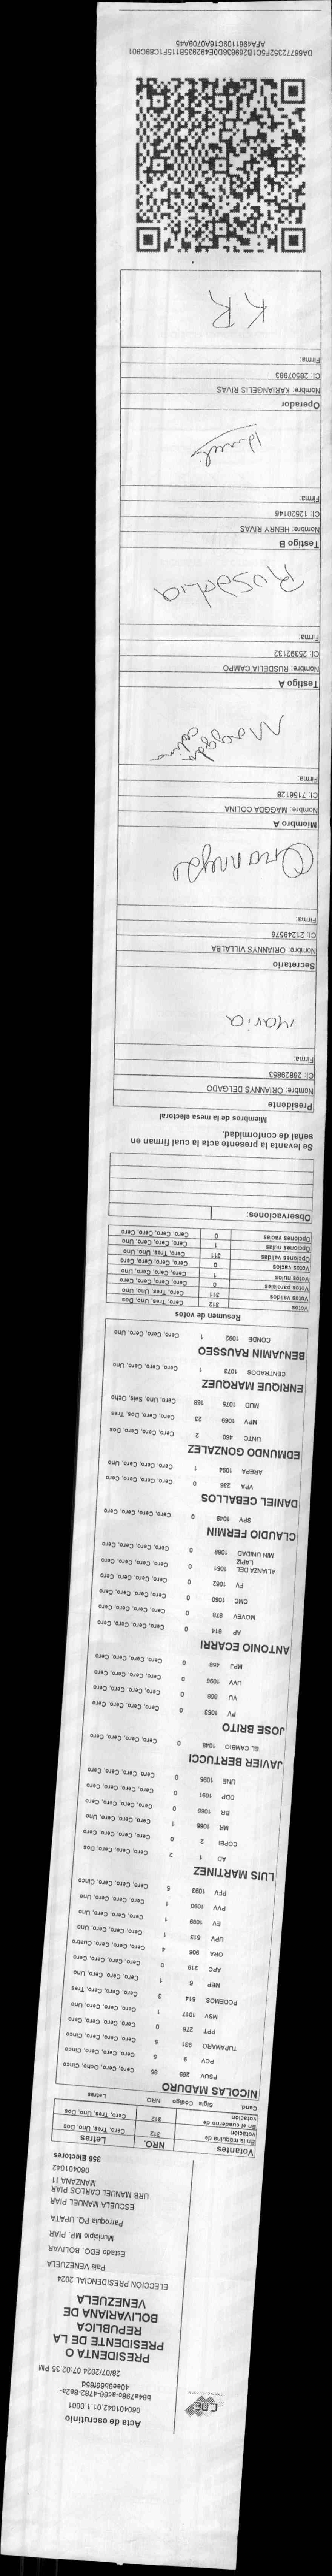 CNE
Acta de escrutinio
060401042.01.1.0001
b94a798c-ac66-4782-8e2a-
40ee9b66f65d
28/07/2024 07:02:35 PM
PRESIDENTA O
PRESIDENTE DE LA
REPUBLICA
BOLIVARIANA DE
VENEZUELA
ELECCIÓN PRESIDENCIAL 2024
País VENEZUELA
Estado EDO. BOLIVAR
Municipio MP. PIAR
Parroquia PQ. UPATA
ESCUELA MANUEL PIAR
URB MANUEL CARLOS PIAR
MANZANA 11
060401042
356 Electores
Votantes NRO. Letras
En la máquina de votación 312 Cero, Tres, Uno, Dos
En el cuaderno de votación 312 Cero, Tres, Uno, Dos
Cand. Sigla Código NRO. Letras
NICOLAS MADURO
PSUV 269 85 Cero, Cero, Ocho, Cinco
PCV 9 5 Cero, Cero, Cero, Cinco
TUPAMARO 931 5 Cero, Cero, Cero, Cinco
PPT 276 0 Cero, Cero, Cero, Cero
MSV 1017 1 Cero, Cero, Cero, Uno
PODEMOS 514 3 Cero, Cero, Cero, Tres
MEP 6 1 Cero, Cero, Cero, Uno
APC 219 0 Cero, Cero, Cero, Cero
ORA 906 4 Cero, Cero, Cero, Cuatro
UPV 613 1 Cero, Cero, Cero, Uno
EV 1089 1 Cero, Cero, Cero, Uno
PVV 1090 1 Cero, Cero, Cero, Uno
PFV 1093 5 Cero, Cero, Cero, Cinco
LUIS MARTINEZ
AD 1 2 Cero, Cero, Cero, Dos
COPEI 2 0 Cero, Cero, Cero, Cero
MR 1065 1 Cero, Cero, Cero, Uno
BR 1066 0 Cero, Cero, Cero, Cero
DDP 1091 0 Cero, Cero, Cero, Cero
UNE 1095 0 Cero, Cero, Cero, Cero
JAVIER BERTUCCI
EL CAMBIO 1048 0 Cero, Cero, Cero, Cero
JOSE BRITO
PV 1053 0 Cero, Cero, Cero, Cero
VU 868 0 Cero, Cero, Cero, Cero
UVV 1096 0 Cero, Cero, Cero, Cero
MPJ 468 0 Cero, Cero, Cero, Cero
ANTONIO ECARRI
AP 914 0 Cero, Cero, Cero, Cero
MOVEV 979 0 Cero, Cero, Cero, Cero
CMC 1050 0 Cero, Cero, Cero, Cero
FV 1062 0 Cero, Cero, Cero, Cero
ALIANZA DEL LAPIZ 1051 0 Cero, Cero, Cero, Cero
MIN UNIDAD 1068 0 Cero, Cero, Cero, Cero
CLAUDIO FERMIN
SPV 1049 0 Cero, Cero, Cero, Cero
DANIEL CEBALLOS
VPA 236 0 Cero, Cero, Cero, Cero
AREPA 1094 1 Cero, Cero, Cero, Uno
EDMUNDO GONZALEZ
UNTC 460 2 Cero, Cero, Cero, Dos
MPV 1069 23 Cero, Cero, Dos, Tres
MUD 1075 168 Cero, Uno, Seis, Ocho
ENRIQUE MARQUEZ
CENTRADOS 1073 1 Cero, Cero, Cero, Uno
BENJAMIN RAUSSEO
CONDE 1092 1 Cero, Cero, Cero, Uno
Resumen de votos
Votos 312 Cero, Tres, Uno, Dos
Votos válidos 311 Cero, Tres, Uno, Uno
Votos parciales 0 Cero, Cero, Cero, Cero
Votos nulos 1 Cero, Cero, Cero, Uno
Votos vacíos 0 Cero, Cero, Cero, Cero
Opciones válidas 311 Cero, Tres, Uno, Uno
Opciones nulas 1 Cero, Cero, Cero, Uno
Opciones vacías 0 Cero, Cero, Cero, Cero
Observaciones:
Se levanta la presente acta la cual firman en
señal de conformidad.
Miembros de la mesa electoral
Presidente
Nombre: ORIANNYS DELGADO
CI: 26829853
Firma:
Maria
Secretario
Nombre: ORIANNYS VILLALBA
CI: 21249576
Firma:
Miembro A
Nombre: MAGGDA COLINA
CI: 7156128
Firma:
Maggda
Colina
Testigo A
Nombre: RUSDELIA CAMPO
CI: 25392132
Firma:
Rusdelia
Testigo B
Nombre: HENRY RIVAS
CI: 12520146
Firma:
Operador
Nombre: KARIANGELIS RIVAS
CI: 28507983
Firma:
KR
DA66772352F5C1B269838D0E492935B115F1C89C901
AFA4961109C16A0709A45